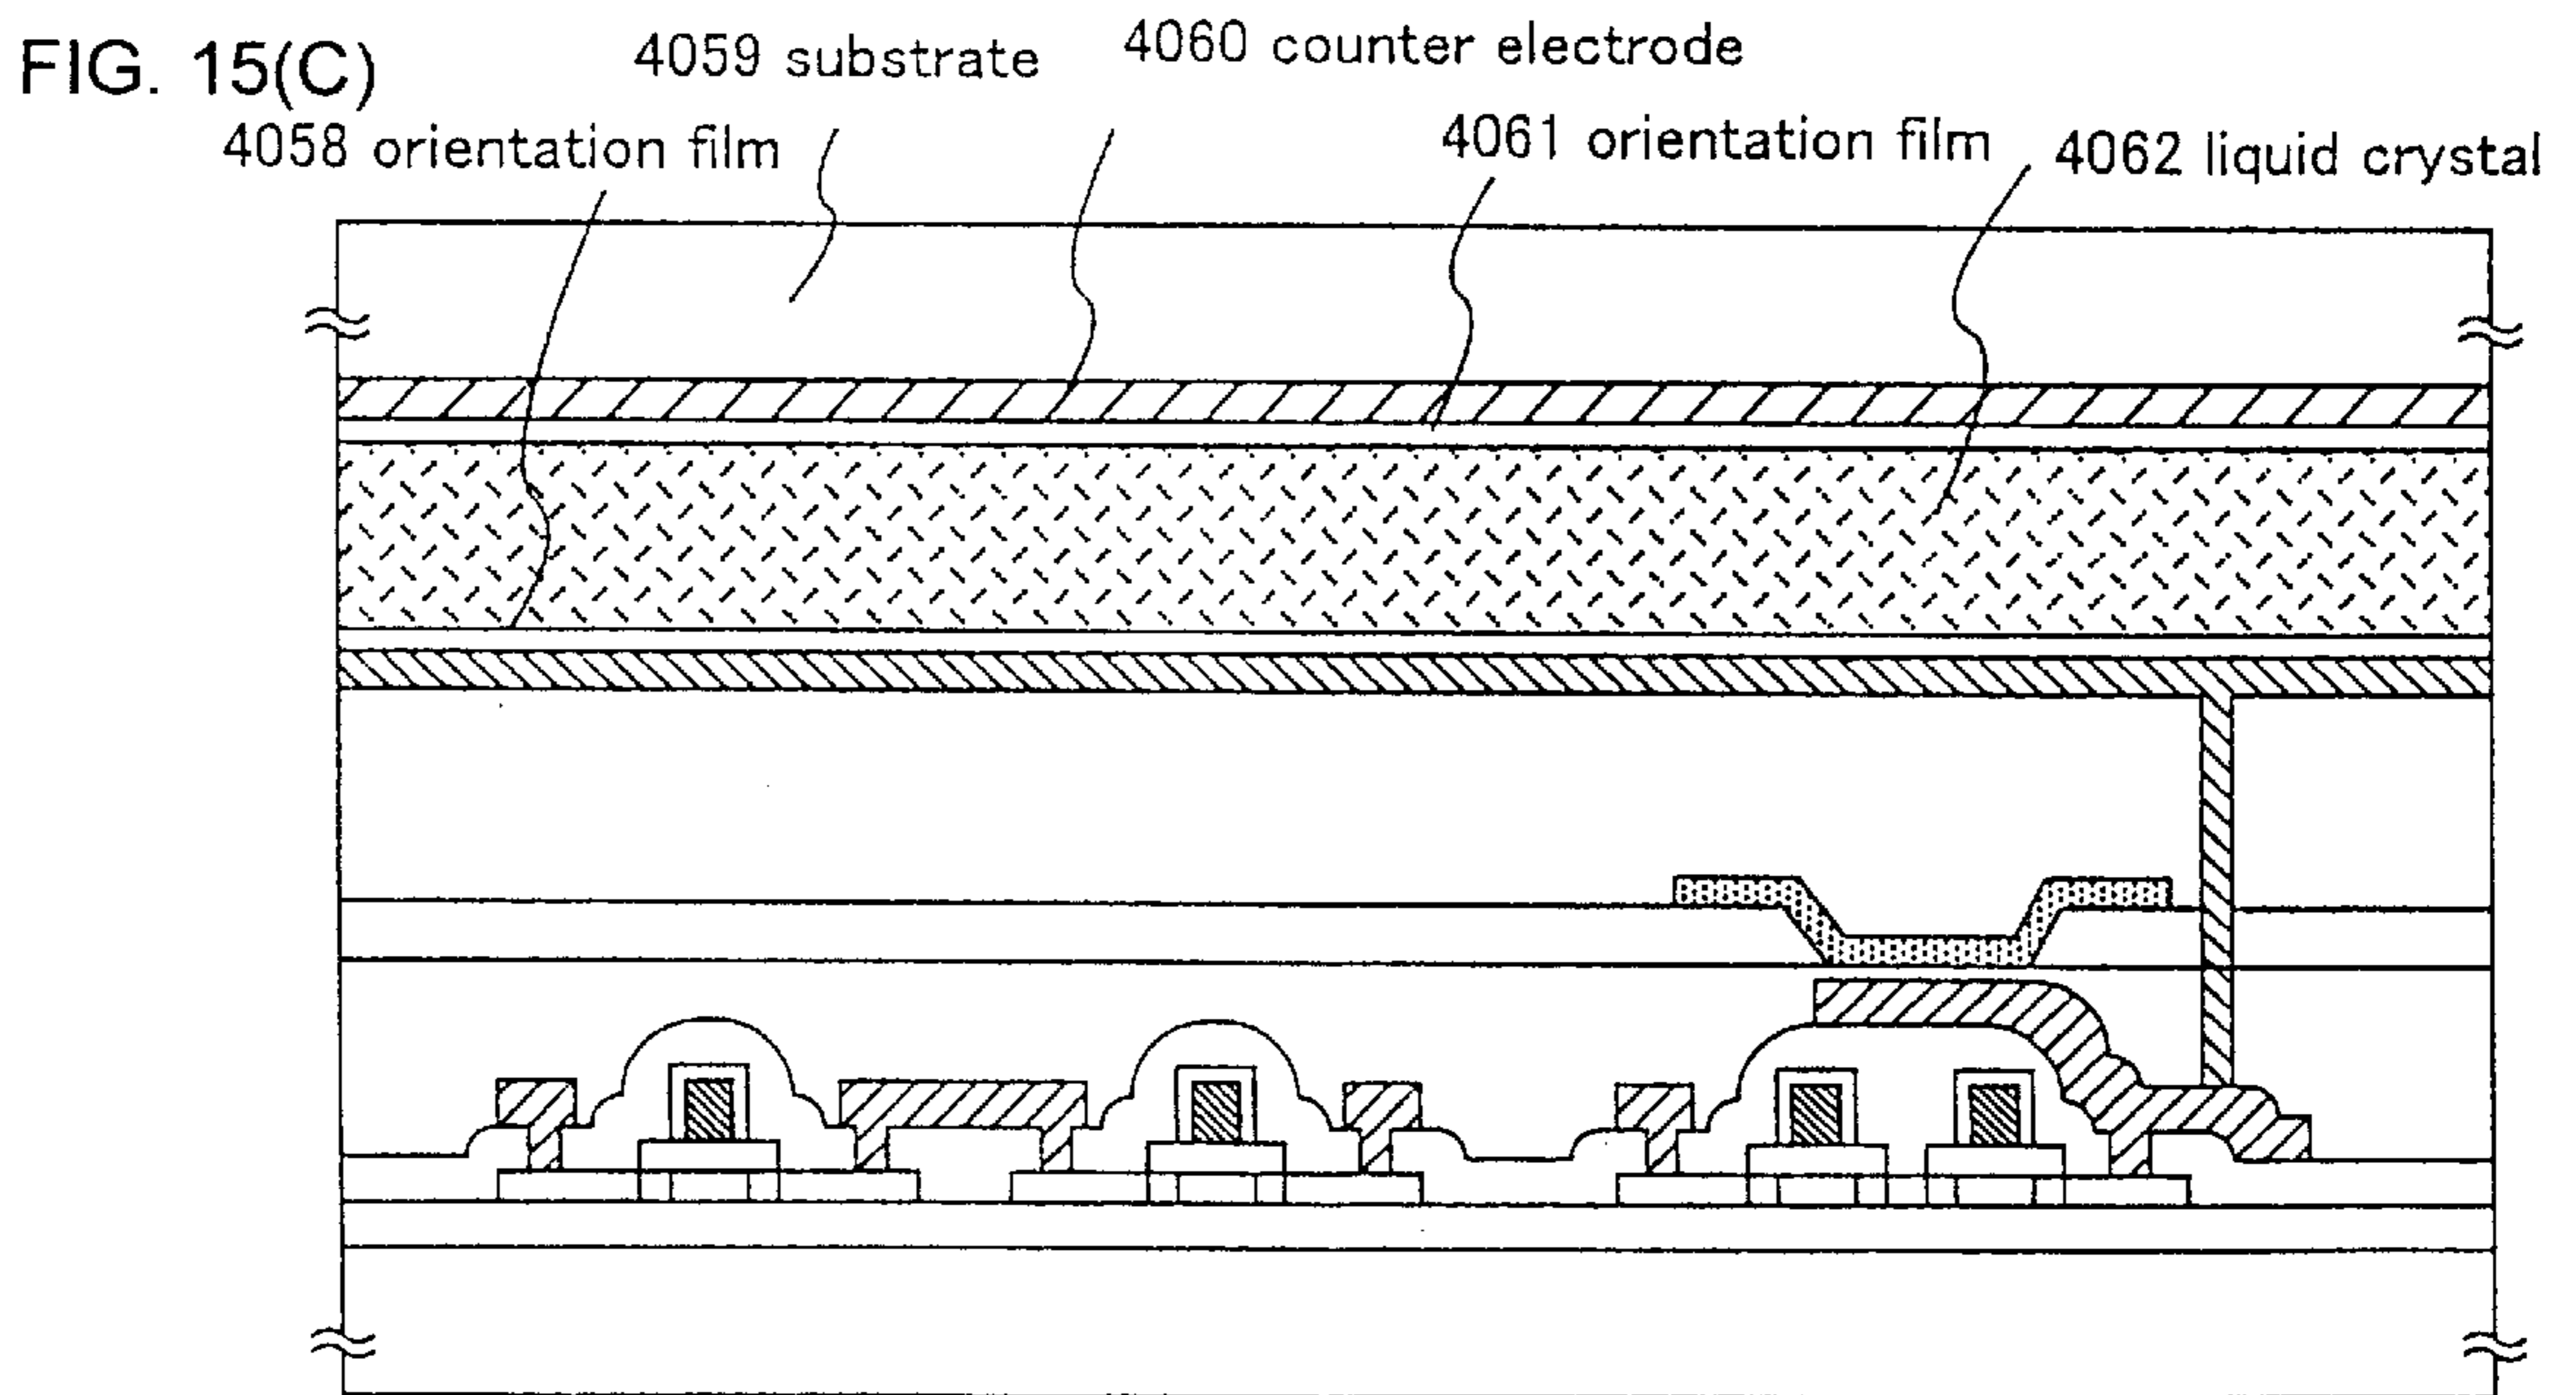 FIG. 15(C)
4059 substrate
4060 counter electrode
4058 orientation film
4061 orientation film
4062 liquid crystal